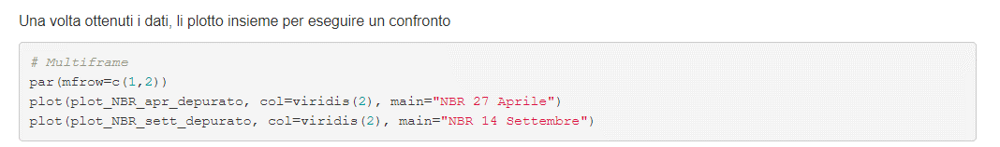 Una volta ottenuti i dati, li plotto insieme per eseguire un confronto
# Multiframe
par(mfrow=c(1,2))
plot(plot_NBR_apr_depurato, col=viridis(2), main="NBR 27 Aprile")
plot(plot_NBR_sett_depurato, col=viridis(2), main="NBR 14 Settembre")